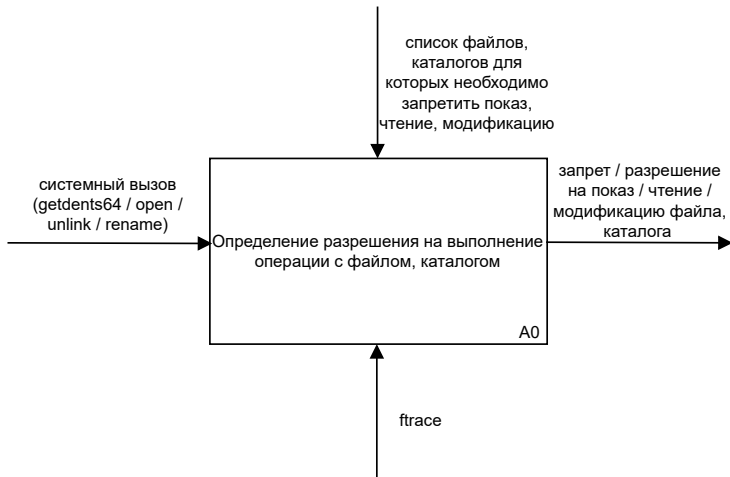 список файлов,
каталогов для
которых необходимо
запретить показ,
чтение, модификацию
системный вызов
(getdents64 / open /
unlink / rename)
запрет / разрешение
на показ / чтение /
модификацию файла,
каталога
Определение разрешения на выполнение
операции с файлом, каталогом
A0
ftrace